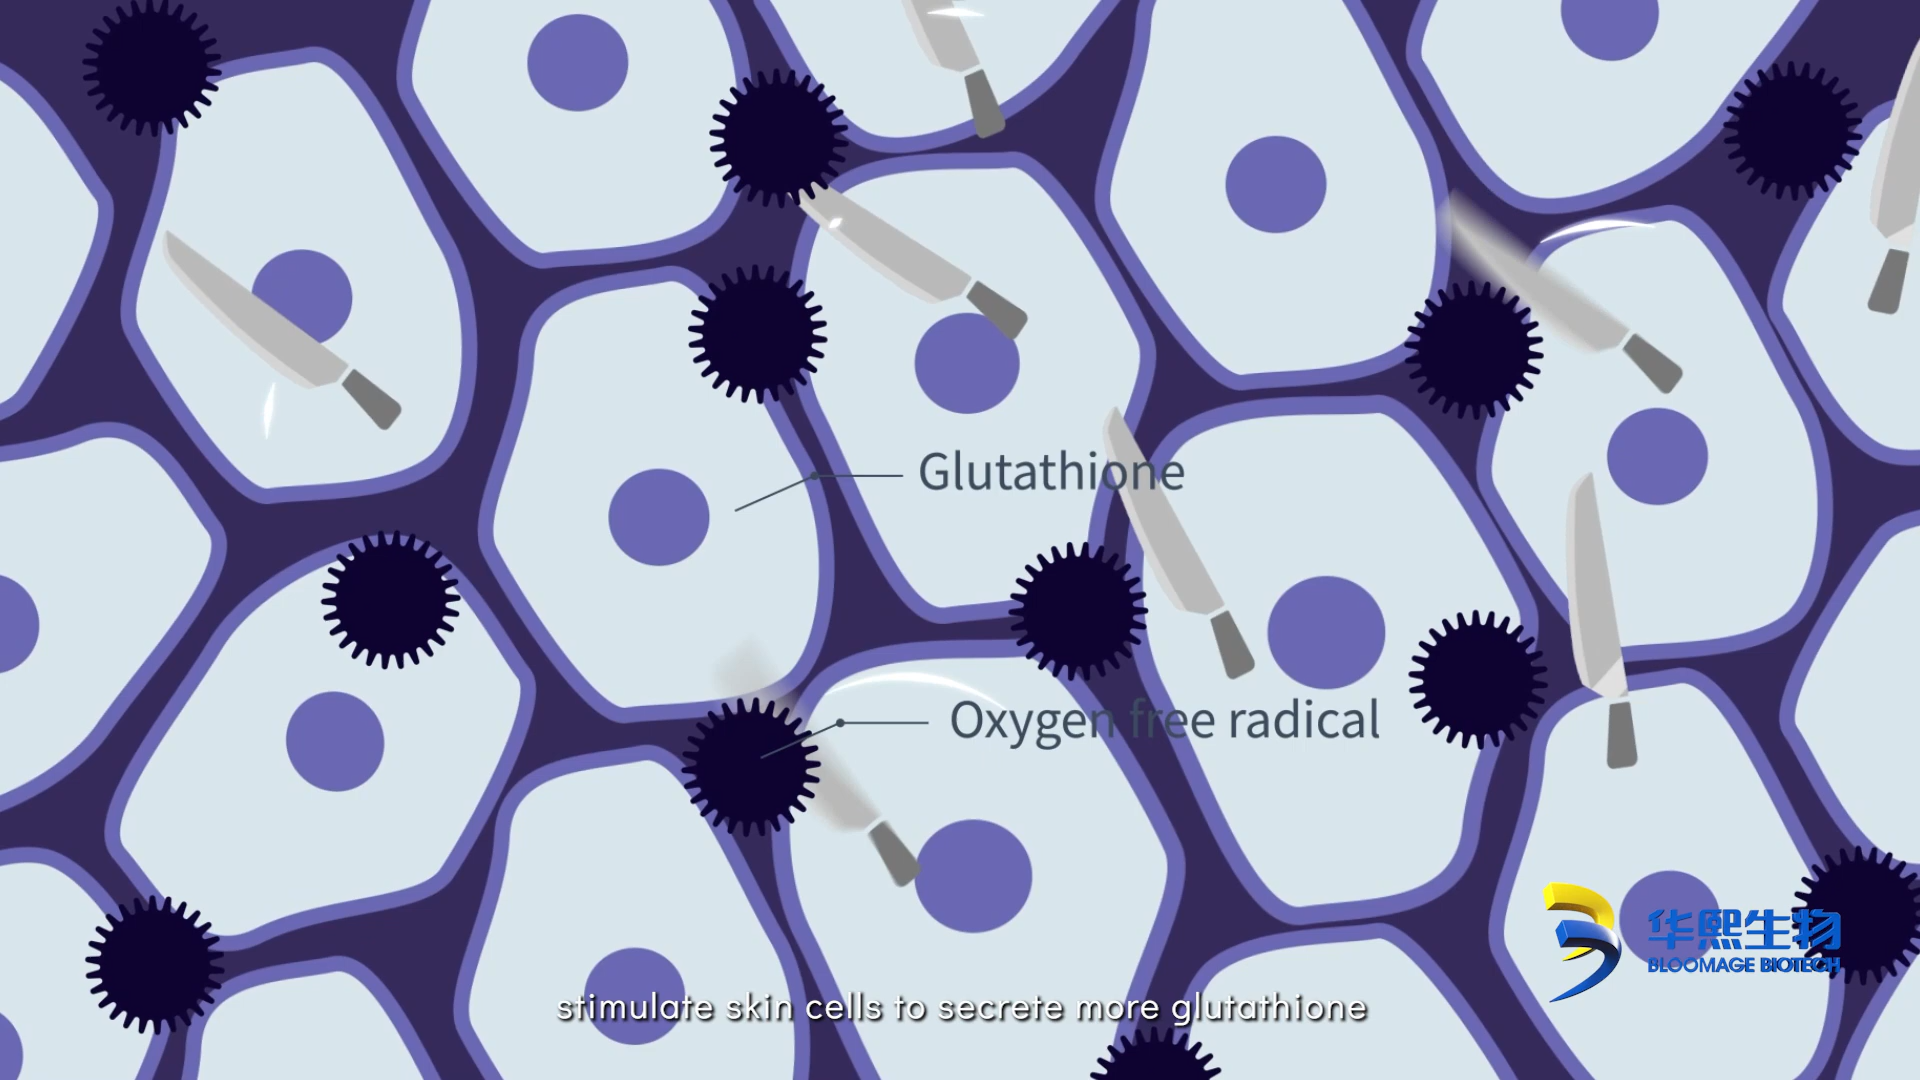 Glutathione
Oxygen free radical
华熙生物
BLOOMAGE BIOTECH
stimulate skin cells to secrete more glutathione